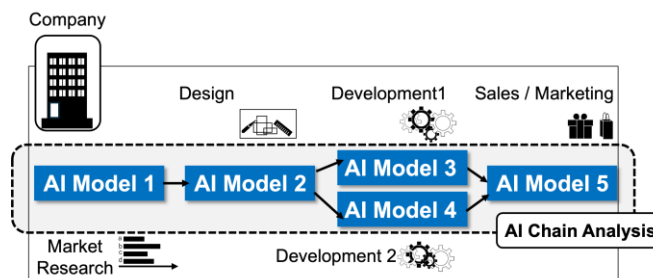 Company
Design
Development1
Sales / Marketing
AI Model 1
AI Model 2
AI Model 3
AI Model 4
AI Model 5
AI Chain Analysis
Market
Research
Development 2